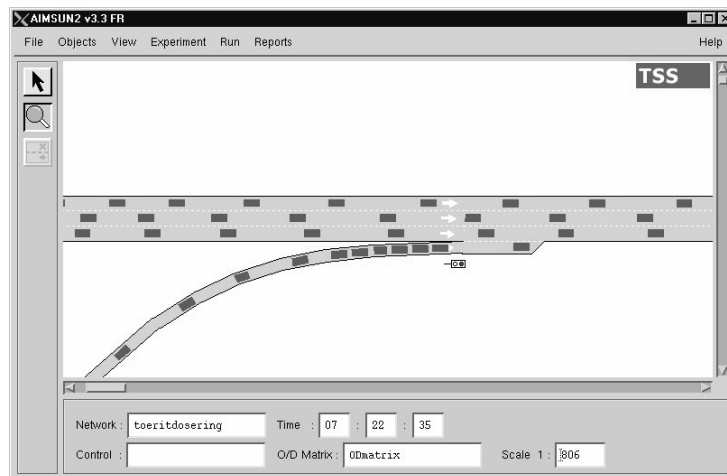 AIMSUN2 v3.3 FR
File Objects View Experiment Run Reports Help
TSS
Network : toeritdosering Time : 07 : 22 : 35
Control : O/D Matrix : ODmatrix Scale 1 : 806